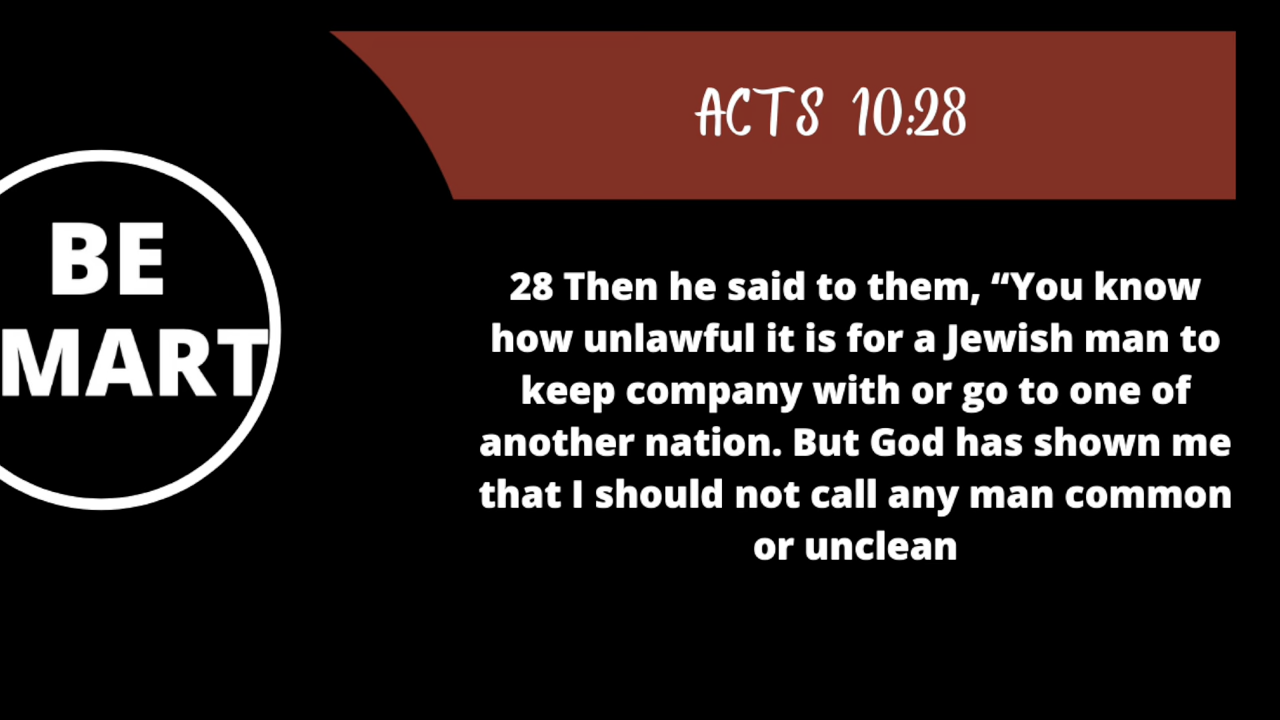 ACTS 10:28
BE
MART
28 Then he said to them, “You know
how unlawful it is for a Jewish man to
keep company with or go to one of
another nation. But God has shown me
that I should not call any man common
or unclean